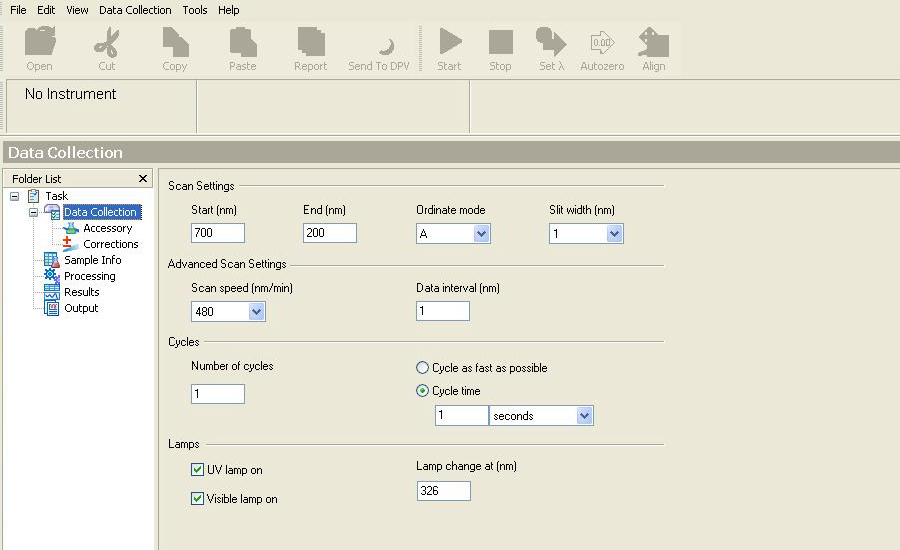 File Edit View Data Collection Tools Help
Open Cut Copy Paste Report Send To DPV Start Stop Set λ 0.00 Autozero Align
No Instrument
Data Collection
Folder List
Task
Data Collection
Accessory
Corrections
Sample Info
Processing
Results
Output
Scan Settings
Start (nm) End (nm) Ordinate mode Slit width (nm)
700 200 A 1
Advanced Scan Settings
Scan speed (nm/min) Data interval (nm)
480 1
Cycles
Number of cycles Cycle as fast as possible
1 Cycle time
1 seconds
Lamps
UV lamp on Lamp change at (nm)
Visible lamp on 326